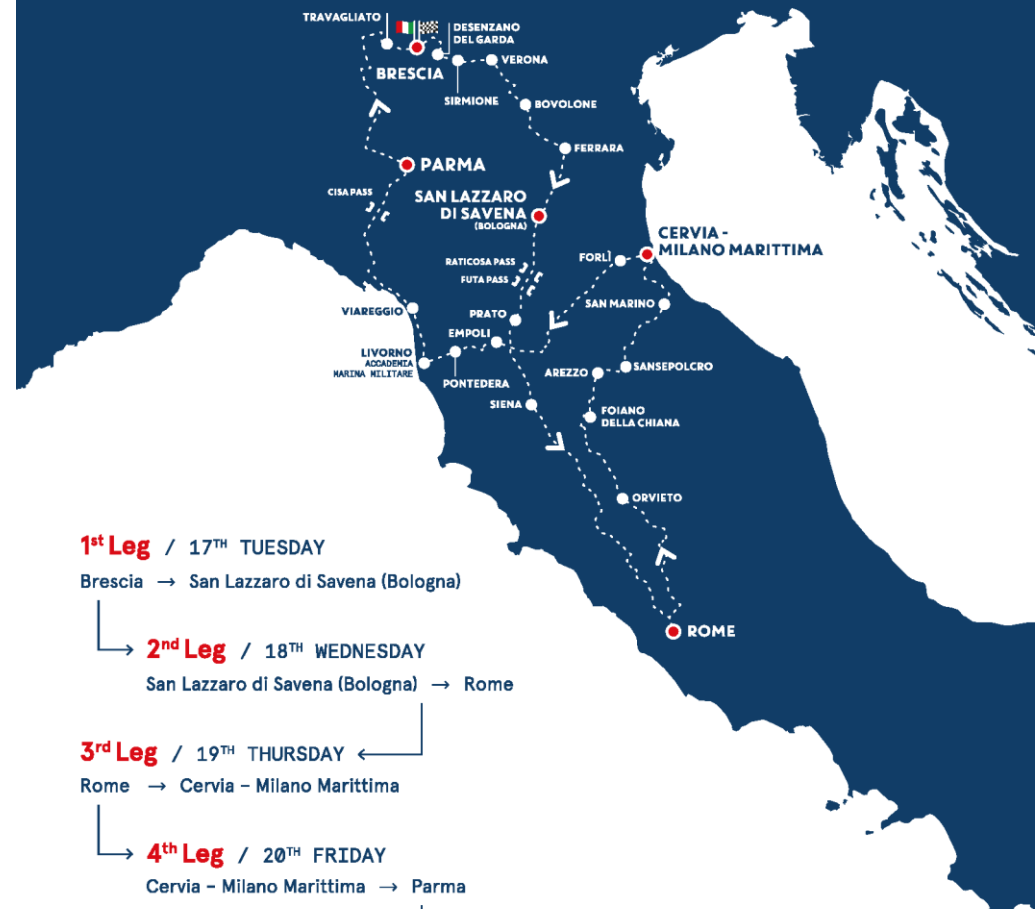 TRAVAGLIATO
DESENZANO
DEL GARDA
BRESCIA
VERONA
SIRMIONE
BOVOLONE
FERRARA
PARMA
CISA PASS
SAN LAZZARO
DI SAVENA
(BOLOGNA)
CERVIA -
MILANO MARITTIMA
FORLÌ
RATICOSA PASS
FUTA PASS
SAN MARINO
VIAREGGIO
PRATO
EMPOLI
LIVORNO
ACCADEMIA
MARINA MILITARE
PONTEDERA
AREZZO
SANSEPOLCRO
SIENA
FOIANO
DELLA CHIANA
ORVIETO
ROME
1st Leg / 17TH TUESDAY
Brescia → San Lazzaro di Savena (Bologna)
2nd Leg / 18TH WEDNESDAY
San Lazzaro di Savena (Bologna) → Rome
3rd Leg / 19TH THURSDAY
Rome → Cervia – Milano Marittima
4th Leg / 20TH FRIDAY
Cervia – Milano Marittima → Parma